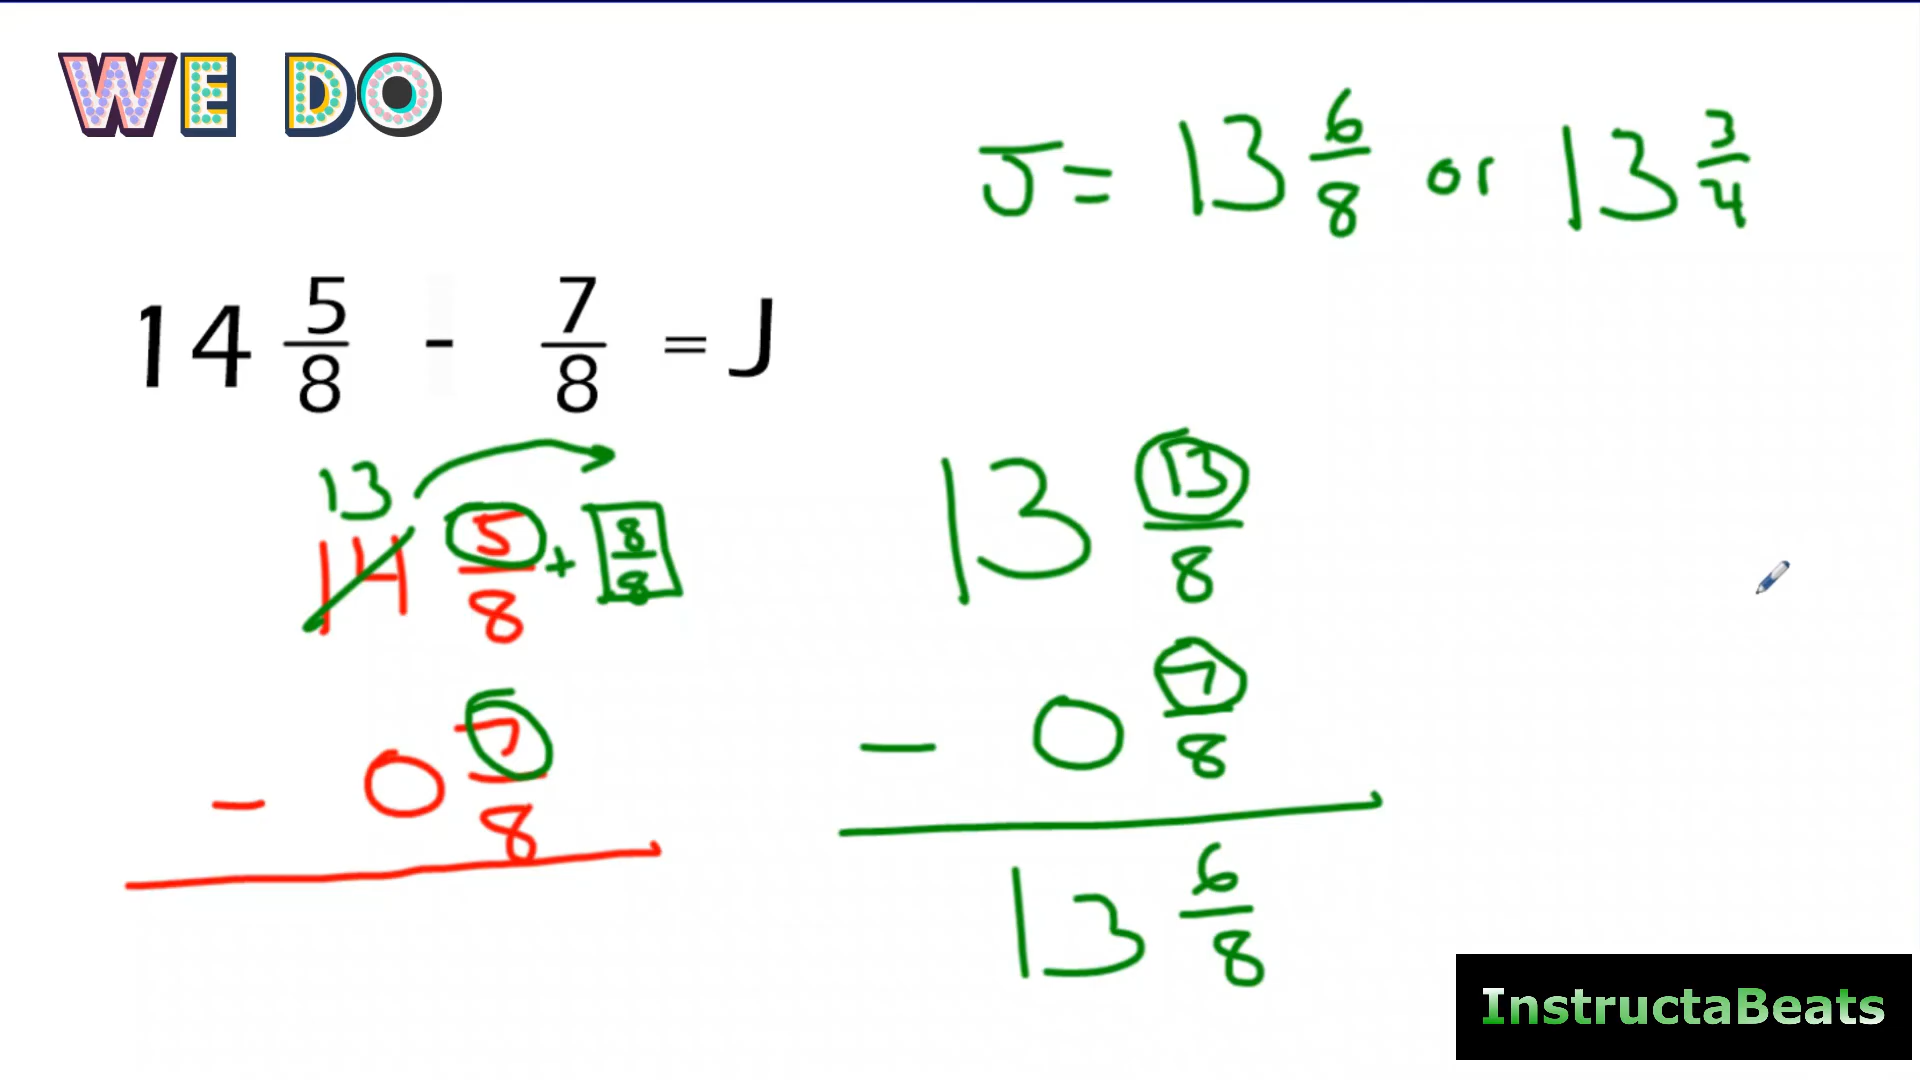 WE DO
J = 13 6/8 or 13 3/4
14 5/8 - 7/8 = J
13
14 5/8 + 8/8
- 0 7/8
13 13/8
- 0 7/8
13 6/8
InstructaBeats